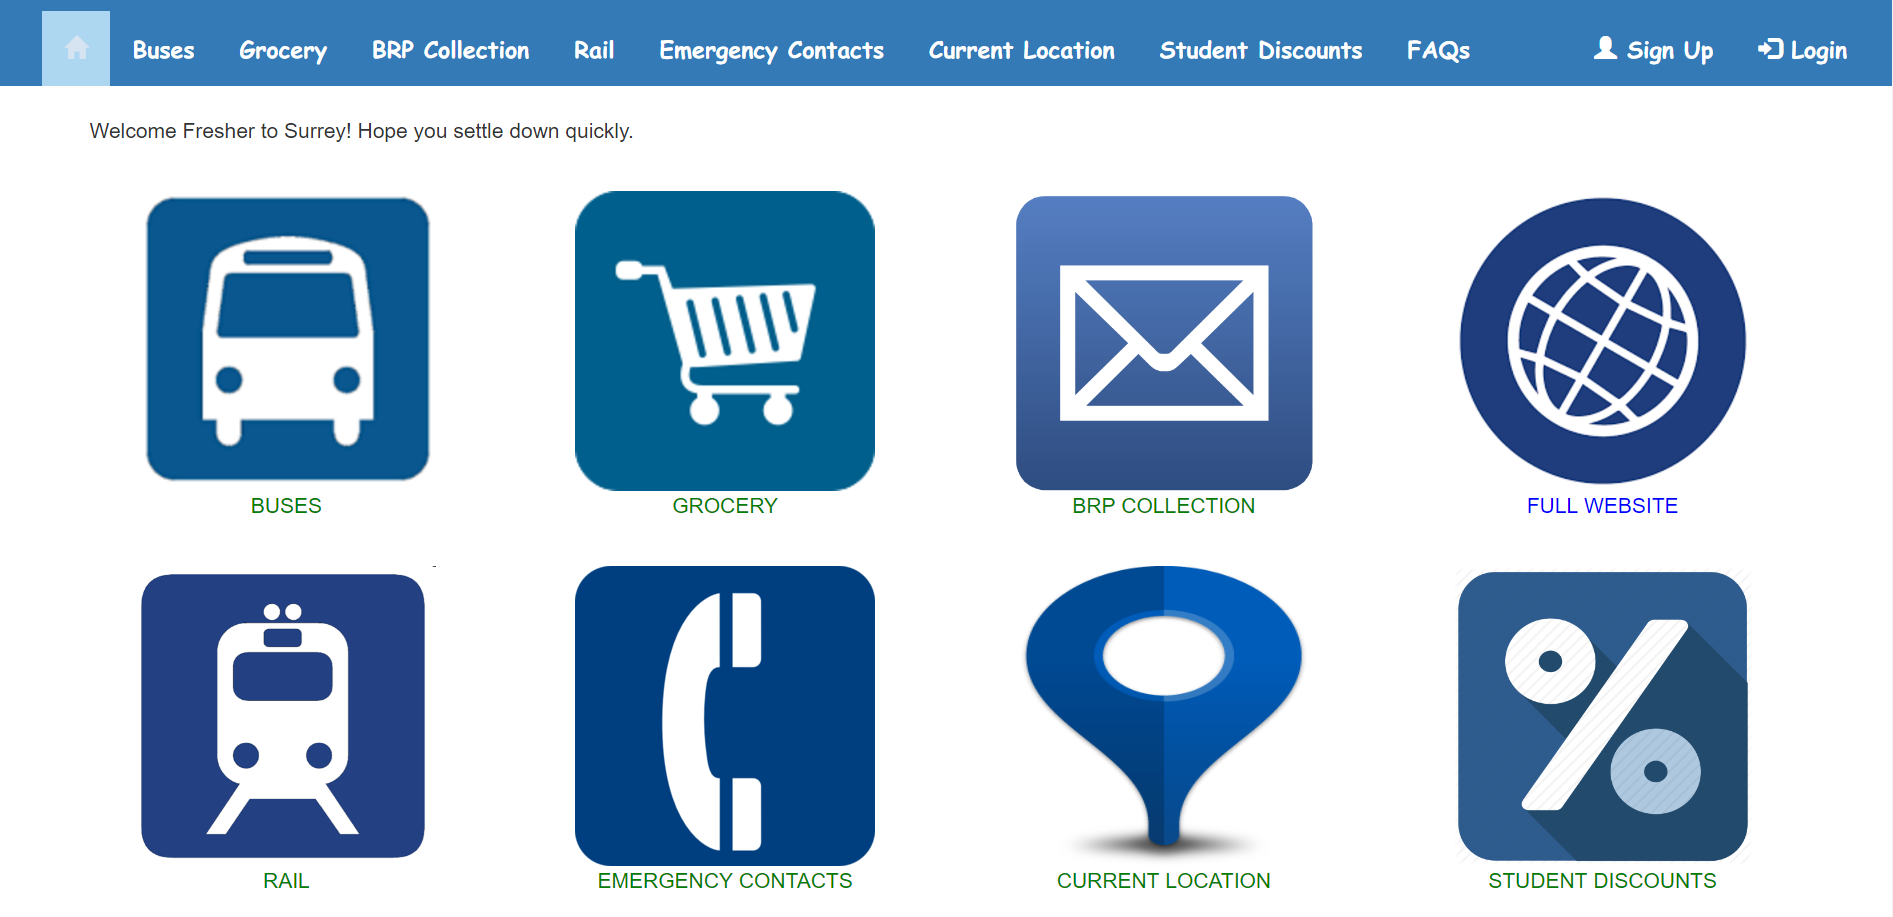 Buses Grocery BRP Collection Rail Emergency Contacts Current Location Student Discounts FAQs Sign Up Login
Welcome Fresher to Surrey! Hope you settle down quickly.
BUSES GROCERY BRP COLLECTION FULL WEBSITE
RAIL EMERGENCY CONTACTS CURRENT LOCATION STUDENT DISCOUNTS